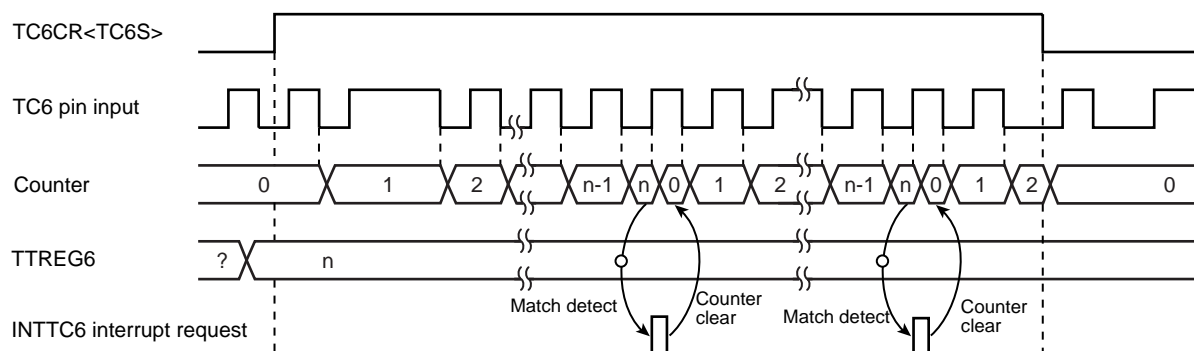 TC6CR<TC6S>
TC6 pin input
Counter 0 1 2 n-1 n 0 1 2 n-1 n 0 1 2 0
TTREG6 ? n
Match detect Counter clear Match detect Counter clear
INTTC6 interrupt request